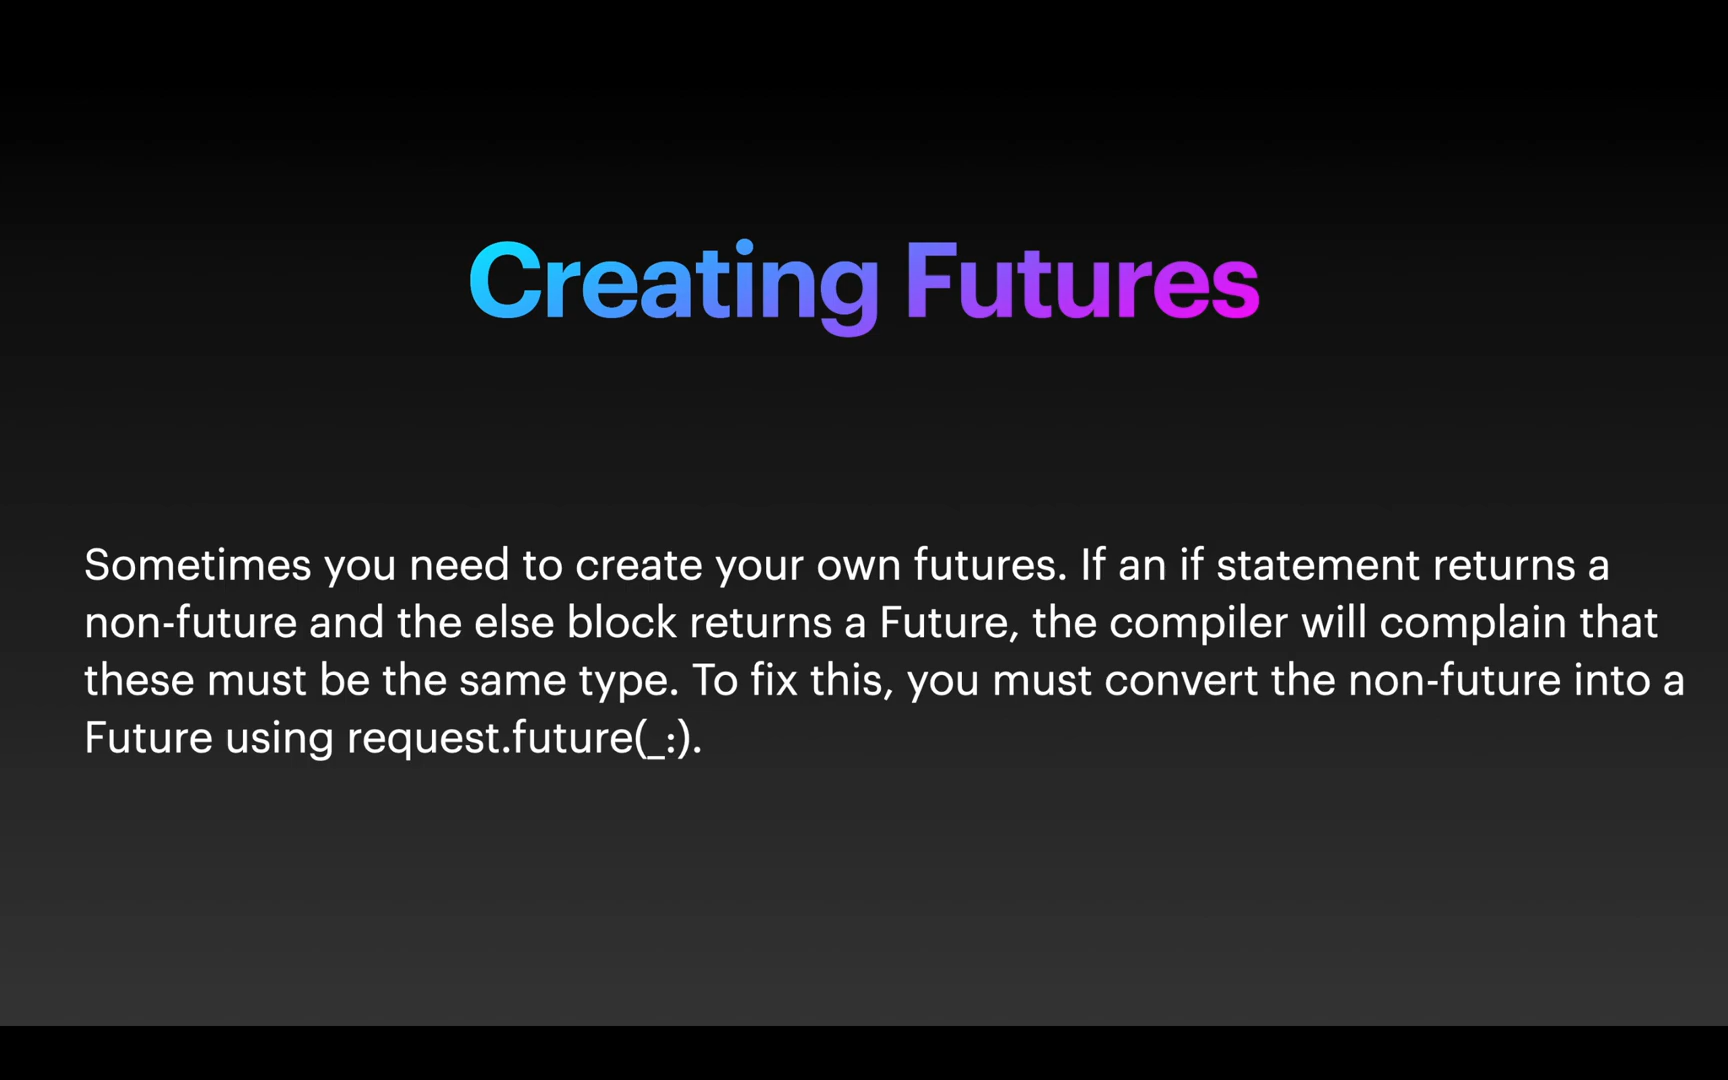 Creating Futures
Sometimes you need to create your own futures. If an if statement returns a
non-future and the else block returns a Future, the compiler will complain that
these must be the same type. To fix this, you must convert the non-future into a
Future using request.future(_:).